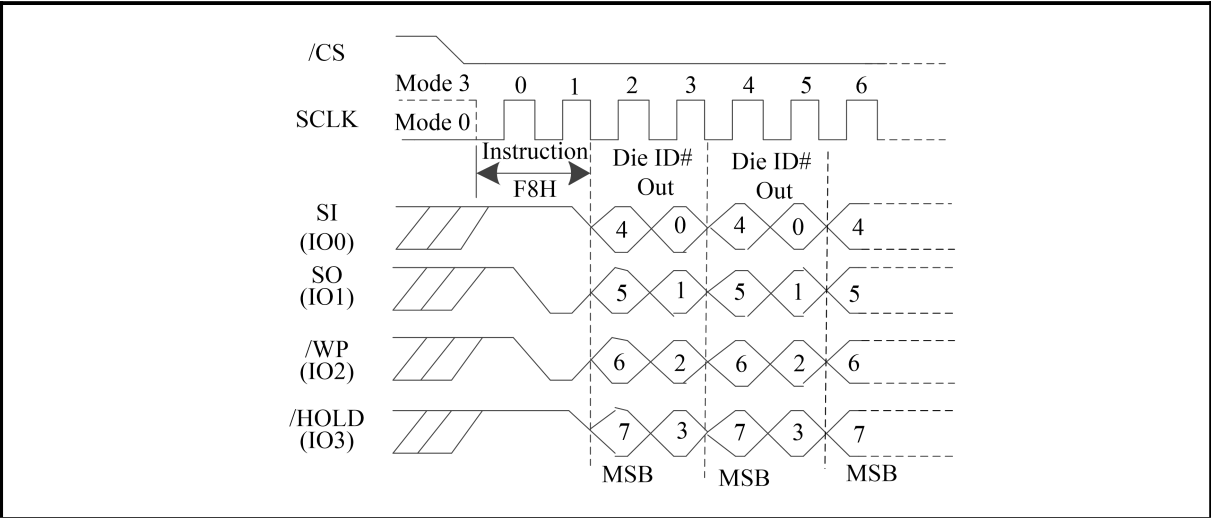 /CS
Mode 3 0 1 2 3 4 5 6
SCLK Mode 0
Instruction Die ID# Die ID#
F8H Out Out
SI
(IO0) 4 0 4 0 4
SO
(IO1) 5 1 5 1 5
/WP
(IO2) 6 2 6 2 6
/HOLD
(IO3) 7 3 7 3 7
MSB MSB MSB